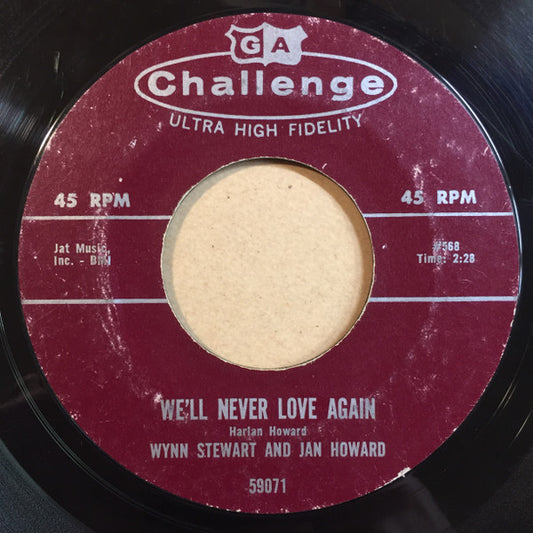 GA
Challenge
ULTRA HIGH FIDELITY
45 RPM
45 RPM
Jat Music,
Inc. - BMI
#568
Time: 2:28
WE'LL NEVER LOVE AGAIN
Harlan Howard
WYNN STEWART AND JAN HOWARD
59071